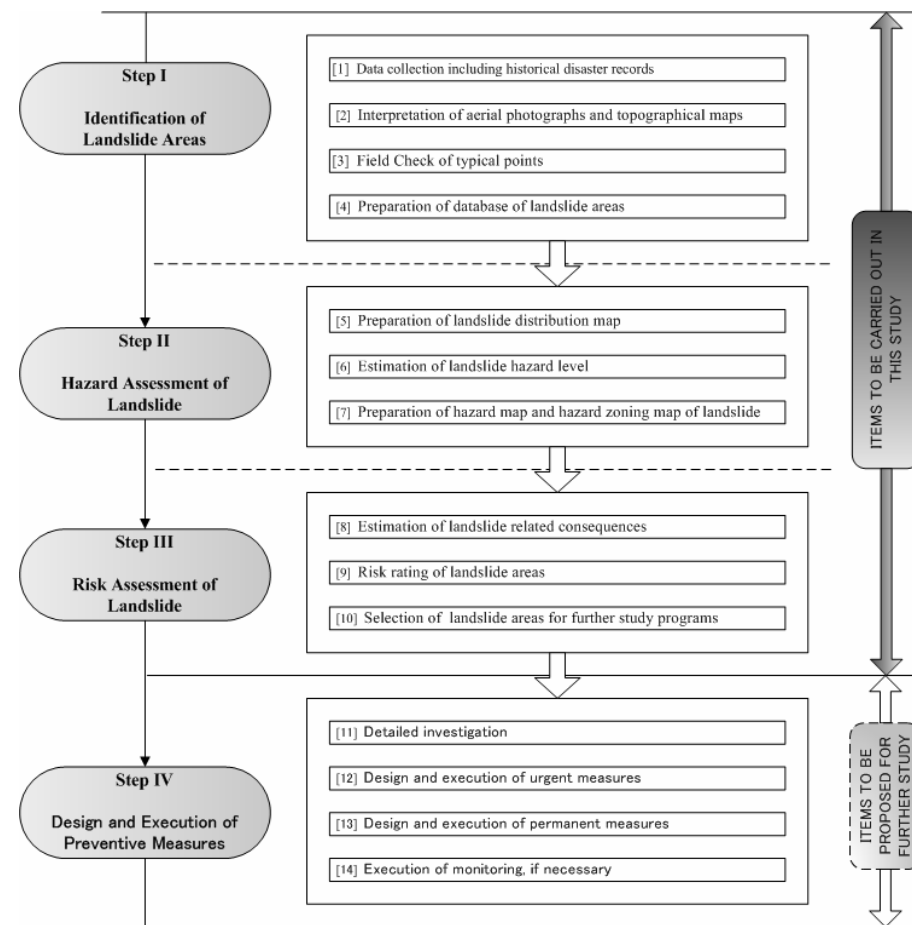 Step I
Identification of
Landslide Areas
[1] Data collection including historical disaster records
[2] Interpretation of aerial photographs and topographical maps
[3] Field Check of typical points
[4] Preparation of database of landslide areas
Step II
Hazard Assessment of
Landslide
[5] Preparation of landslide distribution map
[6] Estimation of landslide hazard level
[7] Preparation of hazard map and hazard zoning map of landslide
Step III
Risk Assessment of
Landslide
[8] Estimation of landslide related consequences
[9] Risk rating of landslide areas
[10] Selection of landslide areas for further study programs
ITEMS TO BE CARRIED OUT IN
THIS STUDY
Step IV
Design and Execution of
Preventive Measures
[11] Detailed investigation
[12] Design and execution of urgent measures
[13] Design and execution of permanent measures
[14] Execution of monitoring, if necessary
ITEMS TO BE
PROPOSED FOR
FURTHER STUDY